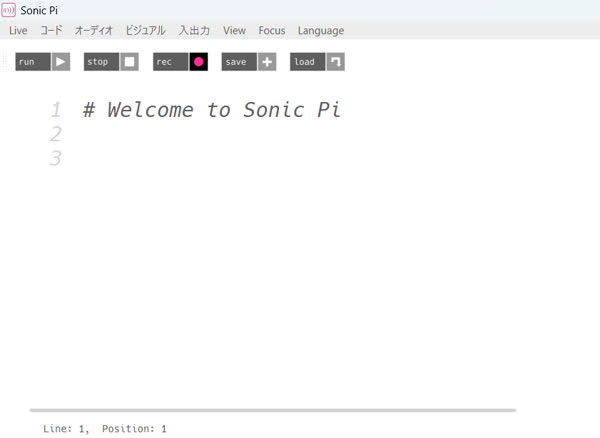 Sonic Pi
Live コード オーディオ ビジュアル 入出力 View Focus Language
run stop rec save load
1 # Welcome to Sonic Pi
2
3
Line: 1, Position: 1